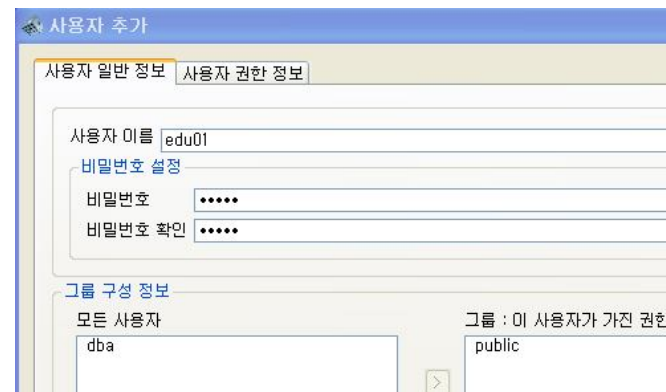 사용자 추가
사용자 일반 정보 사용자 권한 정보
사용자 이름 edu01
비밀번호 설정
비밀번호 •••••
비밀번호 확인 •••••
그룹 구성 정보
모든 사용자 그룹 : 이 사용자가 가진 권한
dba public
>